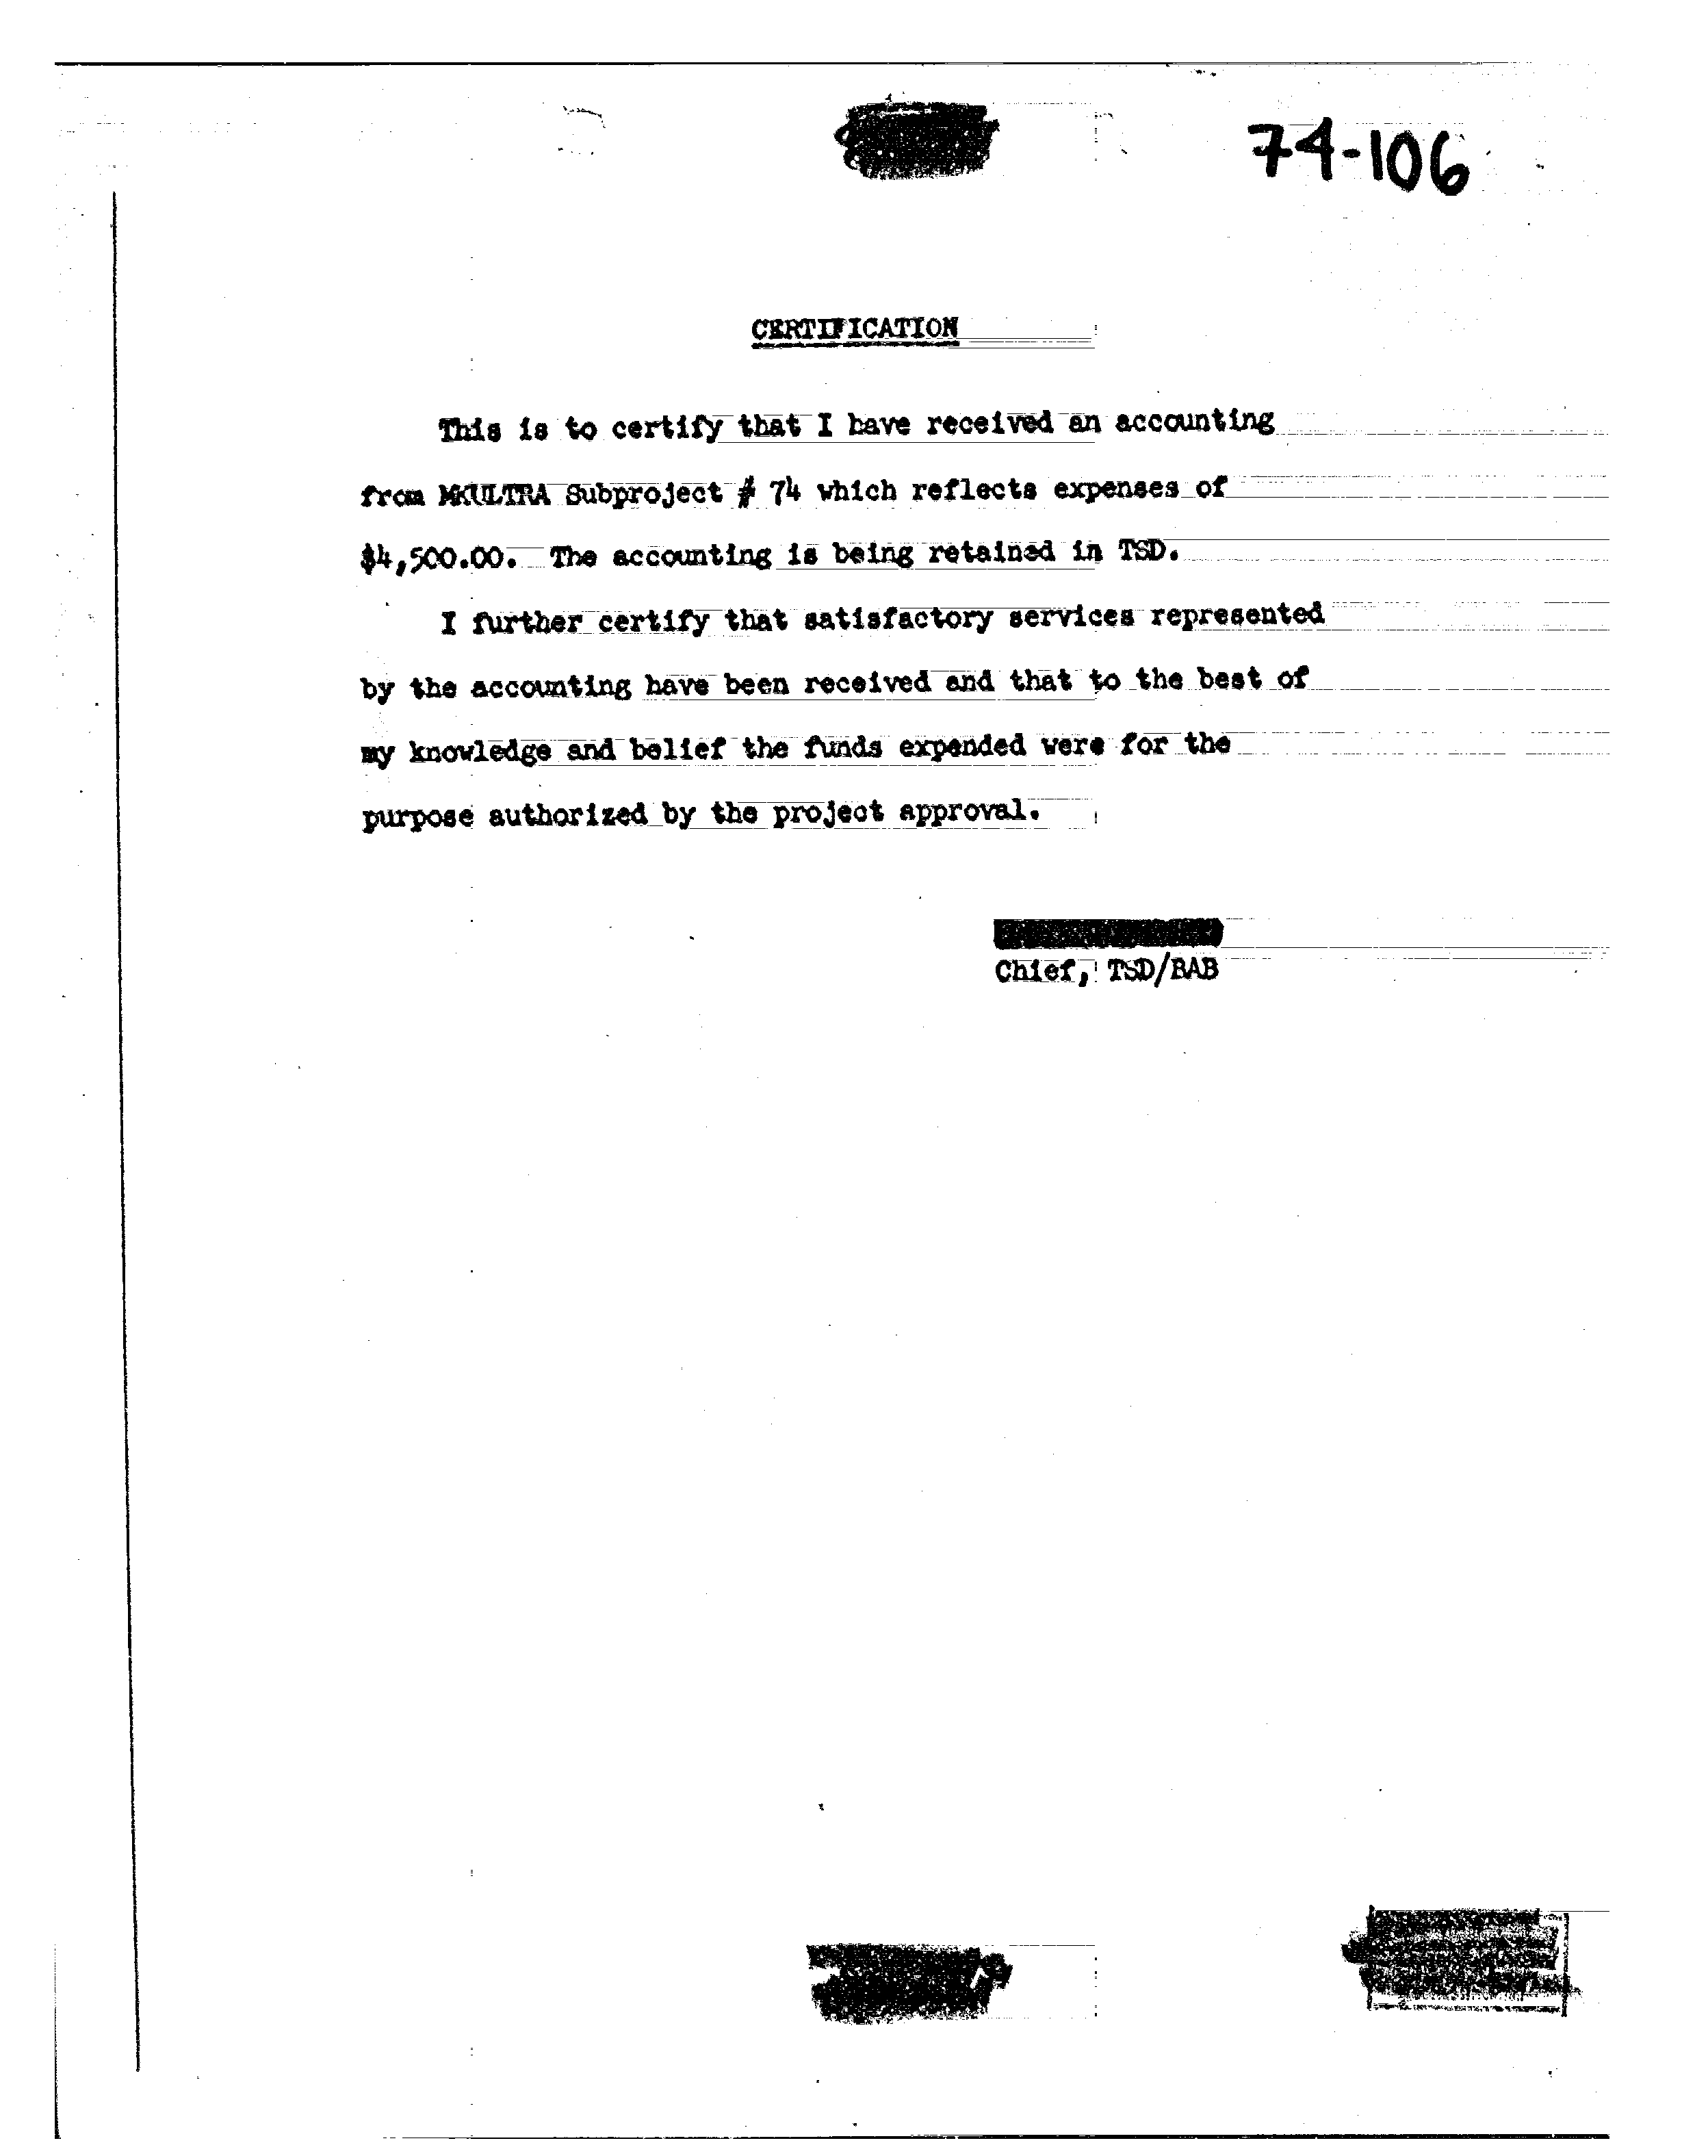 74-106
CERTIFICATION
This is to certify that I have received an accounting
from MKULTRA Subproject # 74 which reflects expenses of
$4,500.00. The accounting is being retained in TSD.
I further certify that satisfactory services represented
by the accounting have been received and that to the best of
my knowledge and belief the funds expended were for the
purpose authorized by the project approval.
Chief, TSD/BAB